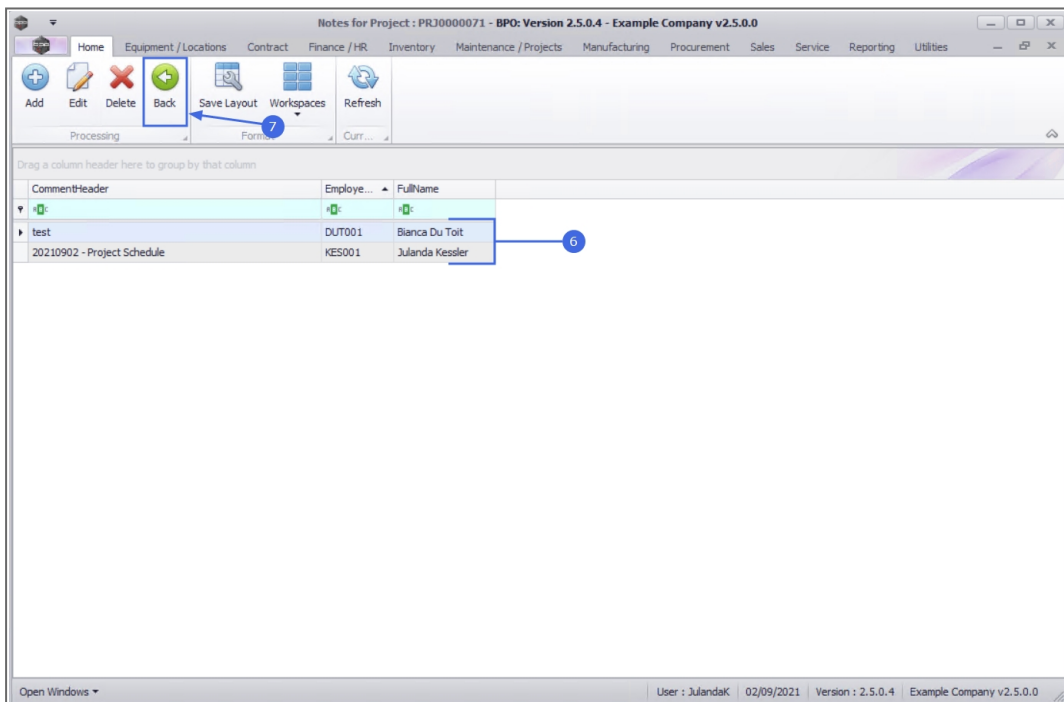 Notes for Project : PRJ0000071 - BPO: Version 2.5.0.4 - Example Company v2.5.0.0
Home Equipment / Locations Contract Finance / HR Inventory Maintenance / Projects Manufacturing Procurement Sales Service Reporting Utilities
Add Edit Delete Back Save Layout Workspaces Refresh
7
Processing Format Curr...
Drag a column header here to group by that column
CommentHeader Employe... FullName
test DUT001 Bianca Du Toit
6
20210902 - Project Schedule KES001 Julanda Kessler
Open Windows User : JulandaK 02/09/2021 Version : 2.5.0.4 Example Company v2.5.0.0